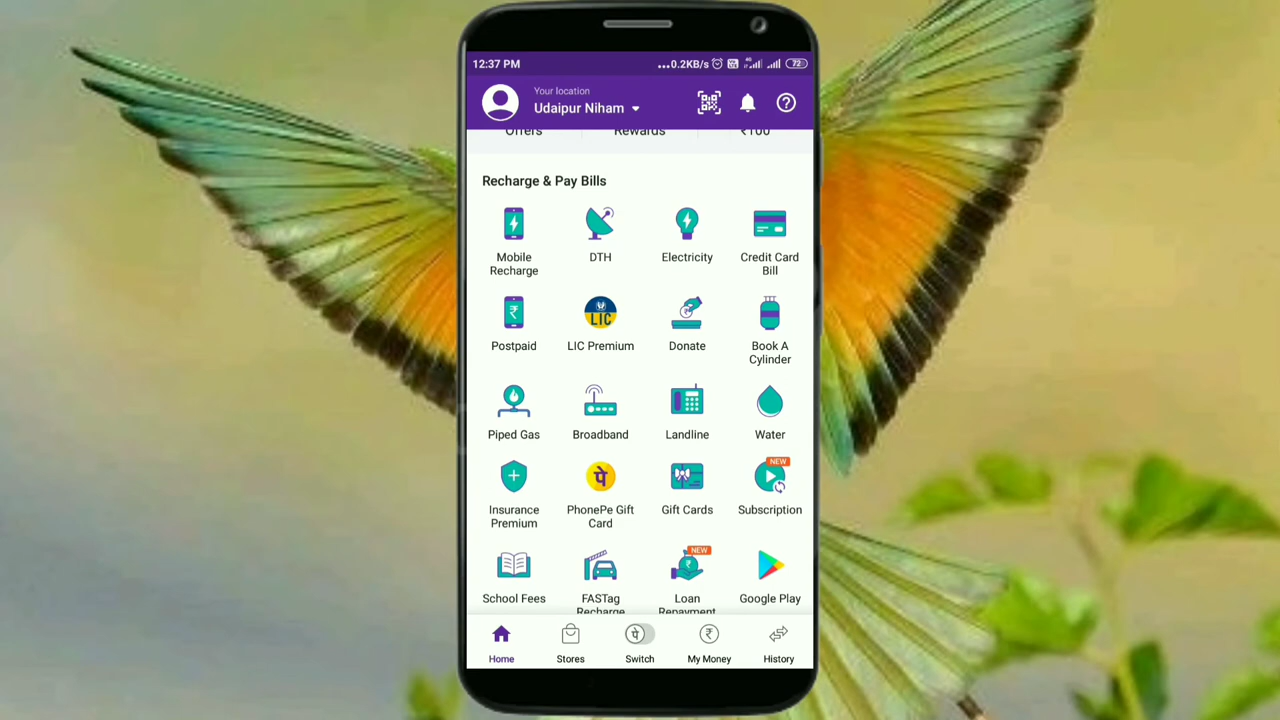 12:37 PM
...0.2KB/s 4G 72
Your location
Udaipur Niham
Offers Rewards ₹100
Recharge & Pay Bills
Mobile Recharge
DTH
Electricity
Credit Card Bill
₹
Postpaid
LIC
LIC Premium
Donate
Book A Cylinder
Piped Gas
Broadband
Landline
Water
Insurance Premium
पे
PhonePe Gift Card
Gift Cards
NEW
Subscription
School Fees
FASTag Recharge
NEW
₹
Loan Repayment
Google Play
Home
Stores
पे
Switch
₹
My Money
History